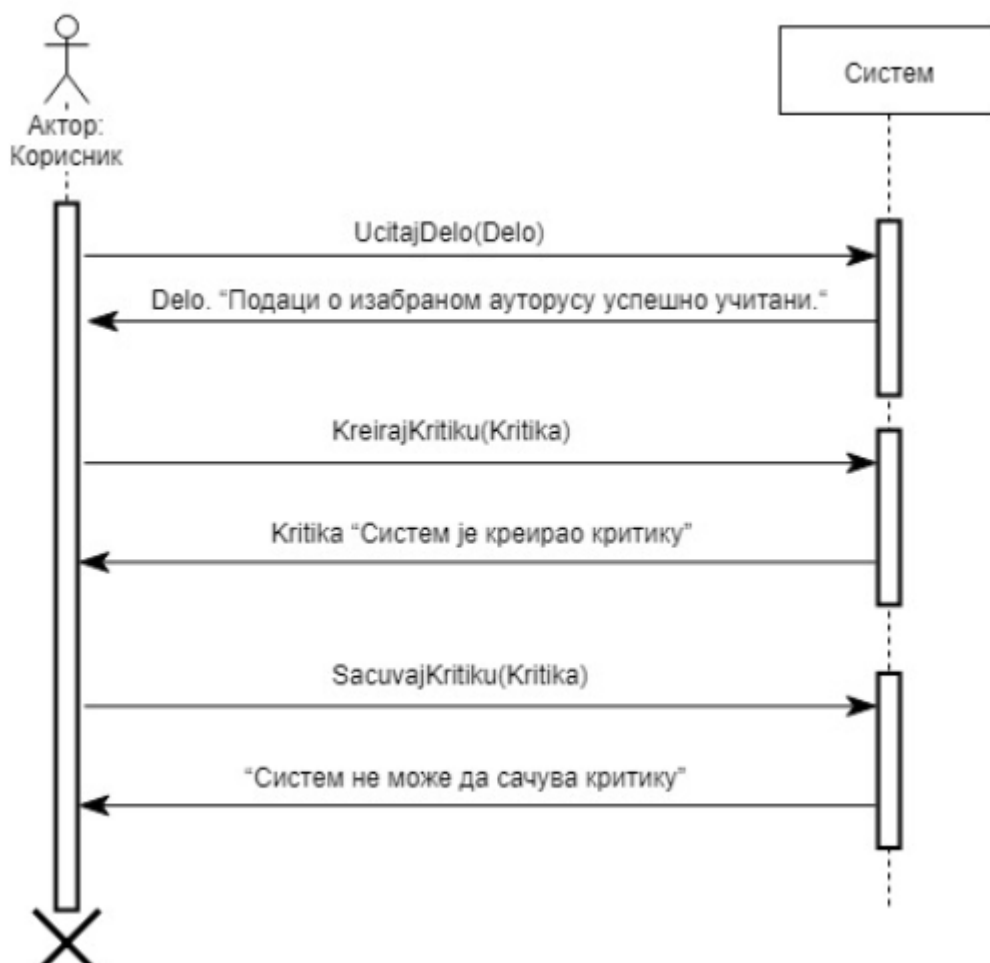 Актор:
Корисник
Систем
UcitajDelo(Delo)
Delo. “Подаци о изабраном ауторусу успешно учитани.“
KreirajKritiku(Kritika)
Kritika “Систем је креирао критику”
SacuvajKritiku(Kritika)
“Систем не може да сачува критику”